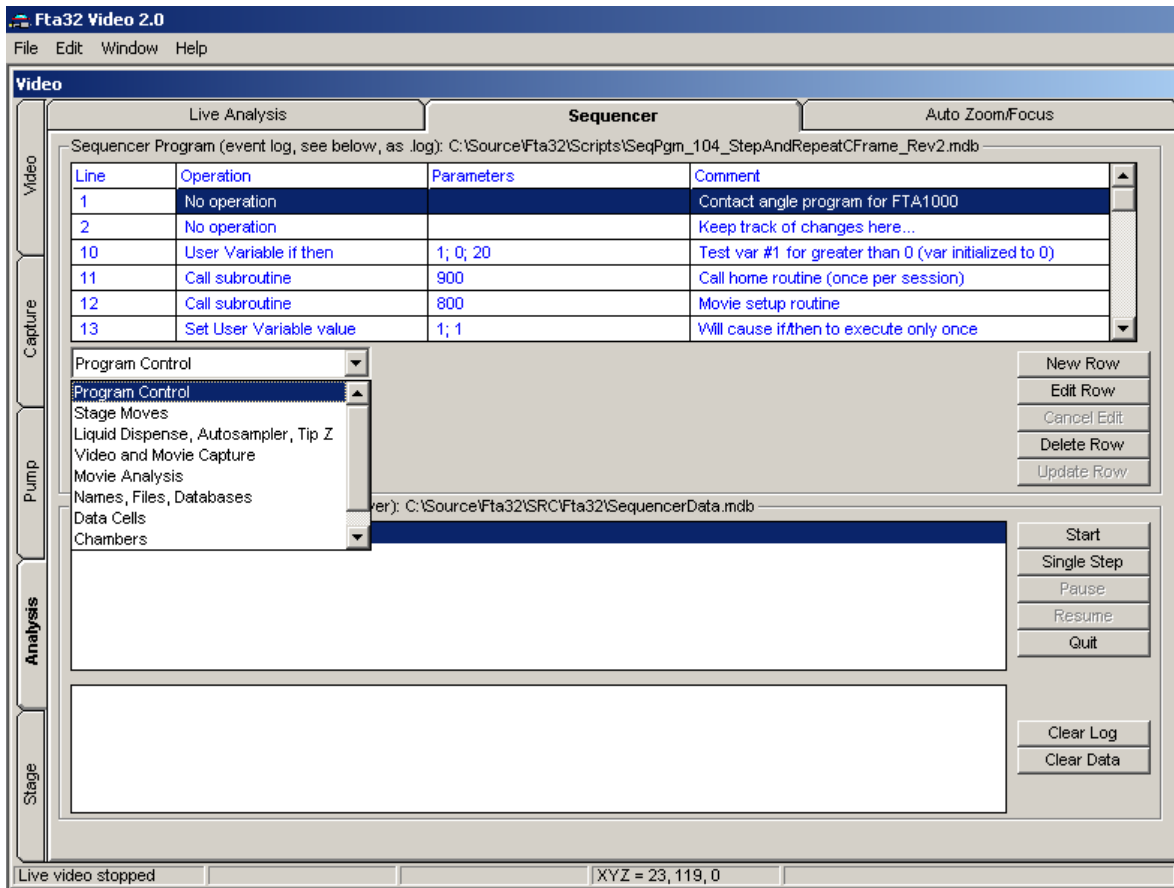 Fta32 Video 2.0
File Edit Window Help
Video
Live Analysis Sequencer Auto Zoom/Focus
Video
Capture
Pump
Analysis
Stage
Sequencer Program (event log, see below, as .log): C:\Source\Fta32\Scripts\SeqPgm_104_StepAndRepeatCFrame_Rev2.mdb
Line Operation Parameters Comment
1 No operation Contact angle program for FTA1000
2 No operation Keep track of changes here...
10 User Variable if then 1; 0; 20 Test var #1 for greater than 0 (var initialized to 0)
11 Call subroutine 900 Call home routine (once per session)
12 Call subroutine 800 Movie setup routine
13 Set User Variable value 1; 1 Will cause if/then to execute only once
Program Control
Program Control
Stage Moves
Liquid Dispense, Autosampler, Tip Z
Video and Movie Capture
Movie Analysis
Names, Files, Databases
Data Cells
Chambers
New Row
Edit Row
Cancel Edit
Delete Row
Update Row
ver): C:\Source\Fta32\SRC\Fta32\SequencerData.mdb
Start
Single Step
Pause
Resume
Quit
Clear Log
Clear Data
Live video stopped XYZ = 23, 119, 0